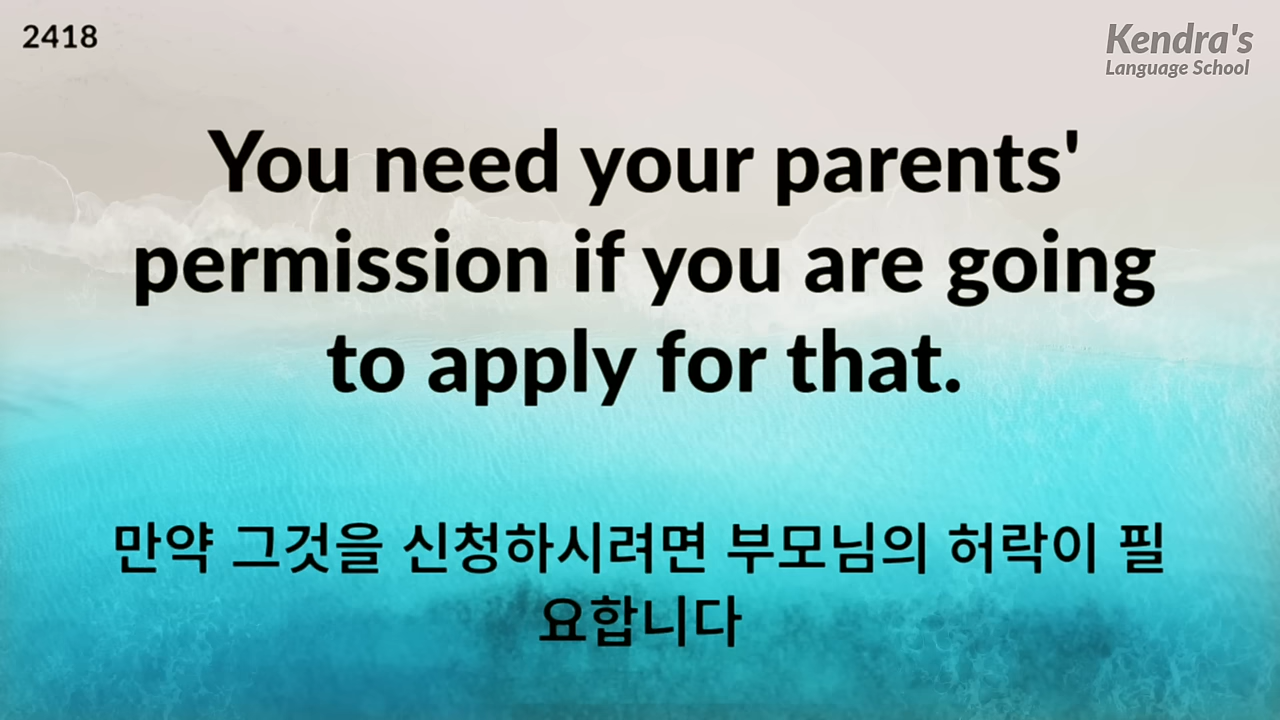 2418
Kendra's
Language School
You need your parents'
permission if you are going
to apply for that.
만약 그것을 신청하시려면 부모님의 허락이 필
요합니다